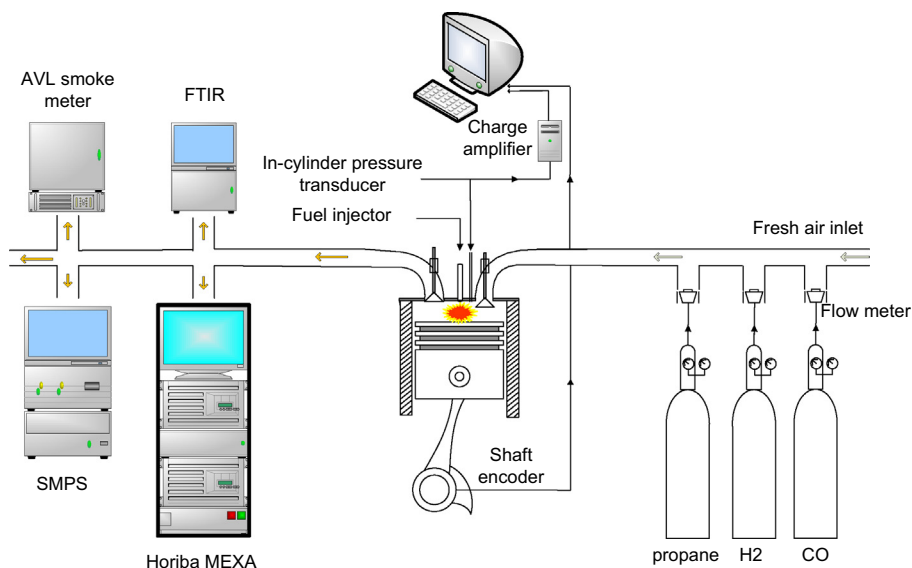 AVL smoke
meter
FTIR
Charge
amplifier
In-cylinder pressure
transducer
Fuel injector
Fresh air inlet
Flow meter
Shaft
encoder
SMPS
Horiba MEXA
propane
H2
CO